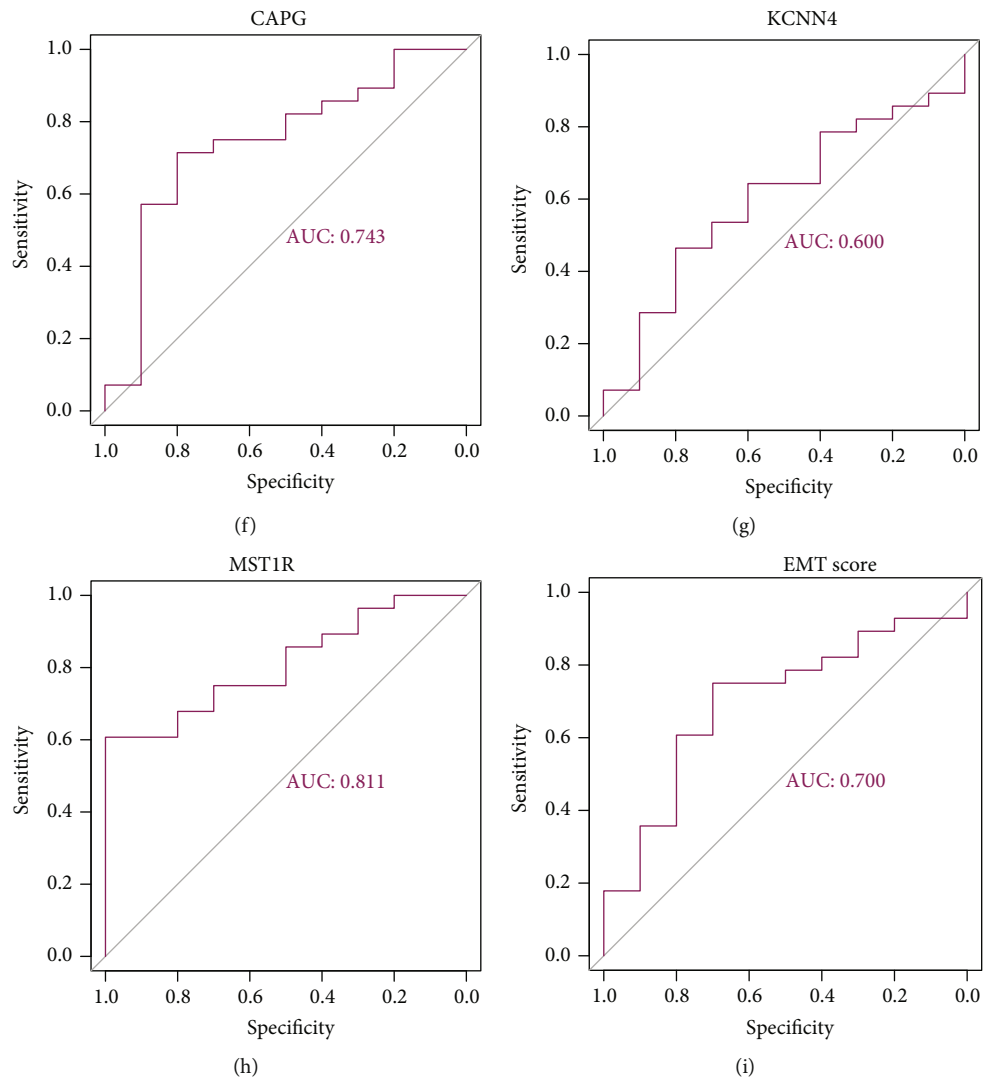 CAPG
1.0
0.8
0.6
0.4
0.2
0.0
Sensitivity
AUC: 0.743
1.0 0.8 0.6 0.4 0.2 0.0
Specificity
(f)
KCNN4
1.0
0.8
0.6
0.4
0.2
0.0
Sensitivity
AUC: 0.600
1.0 0.8 0.6 0.4 0.2 0.0
Specificity
(g)
MST1R
1.0
0.8
0.6
0.4
0.2
0.0
Sensitivity
AUC: 0.811
1.0 0.8 0.6 0.4 0.2 0.0
Specificity
(h)
EMT score
1.0
0.8
0.6
0.4
0.2
0.0
Sensitivity
AUC: 0.700
1.0 0.8 0.6 0.4 0.2 0.0
Specificity
(i)